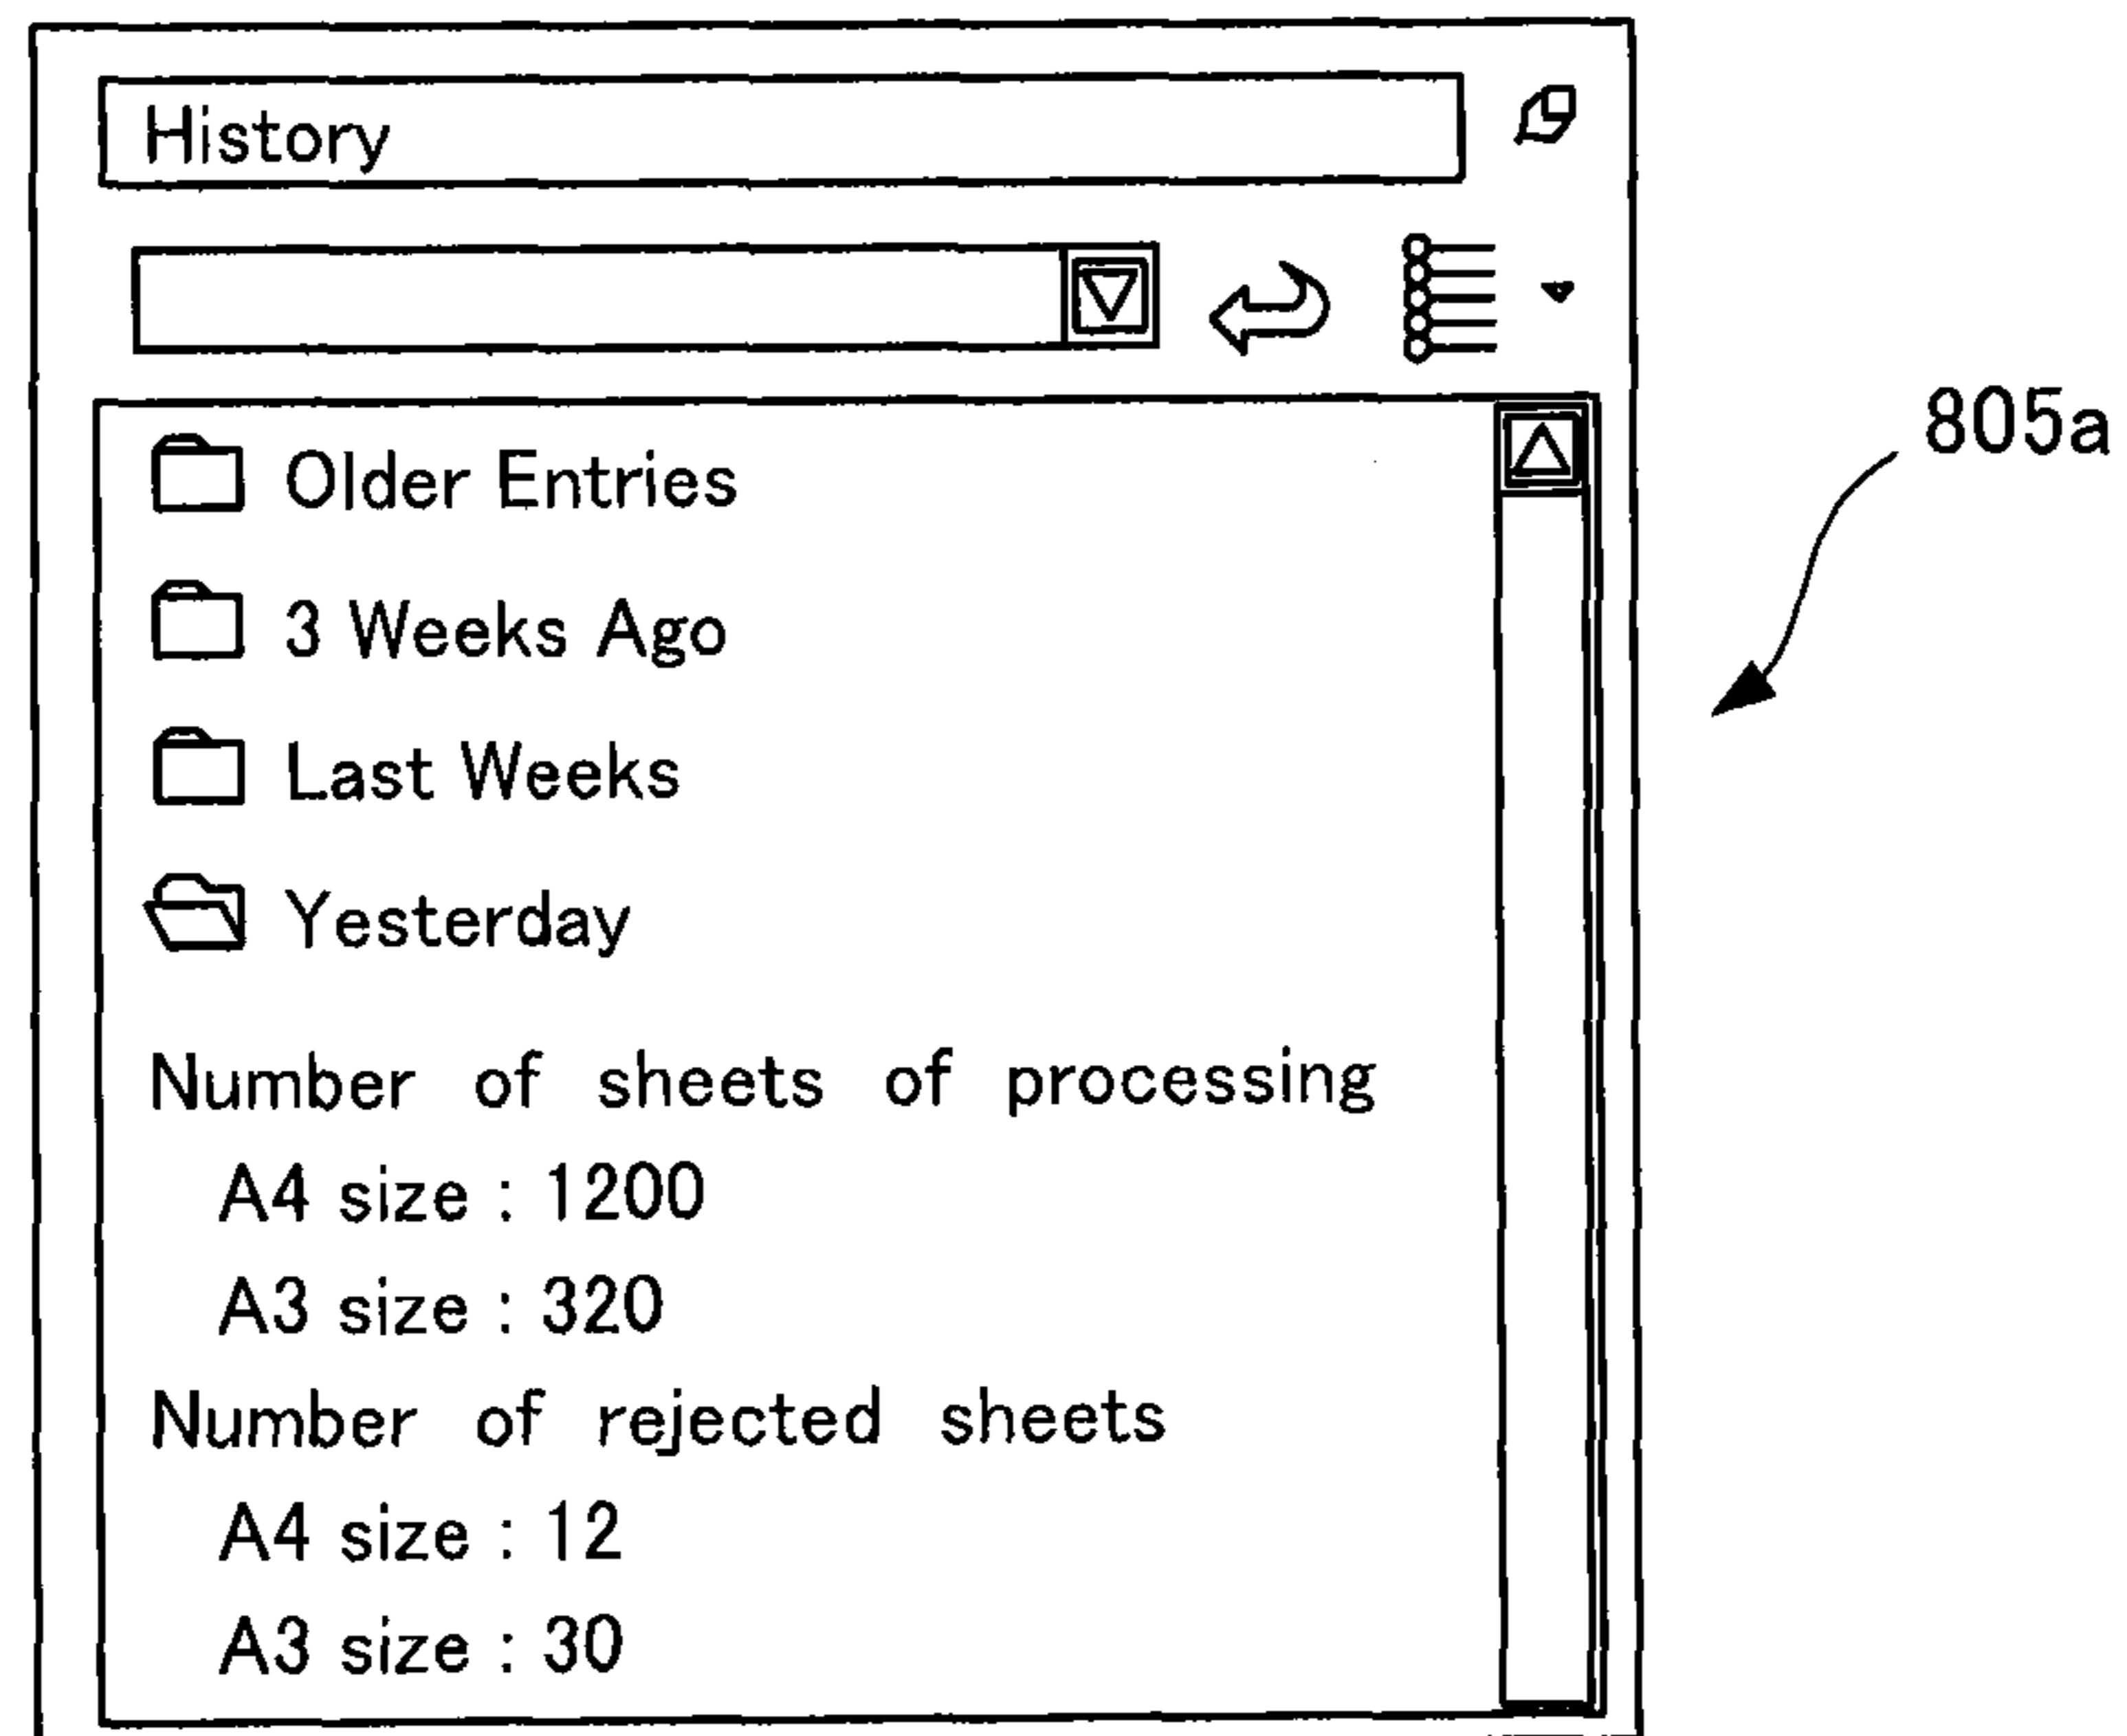 History
805a
Older Entries
3 Weeks Ago
Last Weeks
Yesterday
Number of sheets of processing
A4 size : 1200
A3 size : 320
Number of rejected sheets
A4 size : 12
A3 size : 30